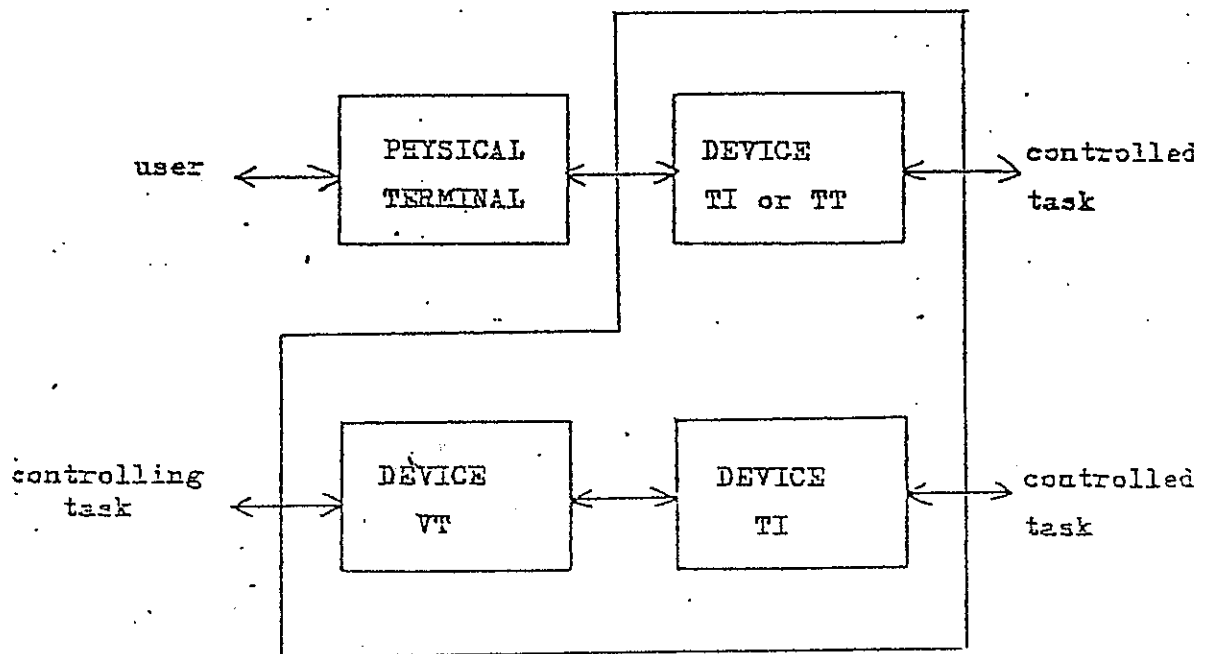 user
PHYSICAL
TERMINAL
DEVICE
TI or TT
controlled
task
controlling
task
DEVICE
VT
DEVICE
TI
controlled
task